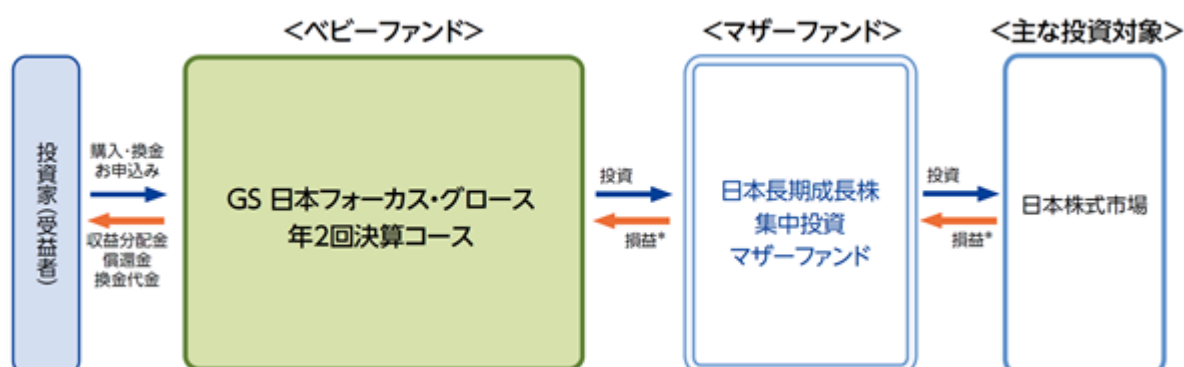 <ベビーファンド>
<マザーファンド>
<主な投資対象>
投資家(受益者)
購入・換金
お申込み
収益分配金
償還金
換金代金
GS 日本フォーカス・グロース
年2回決算コース
投資
損益*
日本長期成長株
集中投資
マザーファンド
投資
損益*
日本株式市場